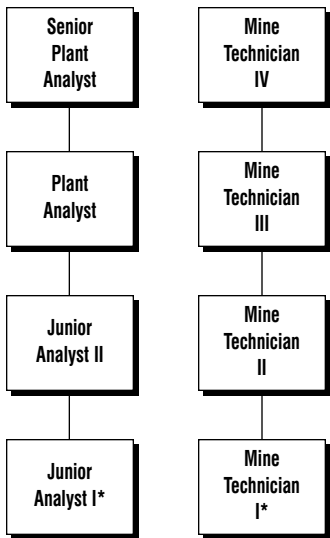 Senior
Plant
Analyst
Mine
Technician
IV
Plant
Analyst
Mine
Technician
III
Junior
Analyst II
Mine
Technician
II
Junior
Analyst I*
Mine
Technician
I*